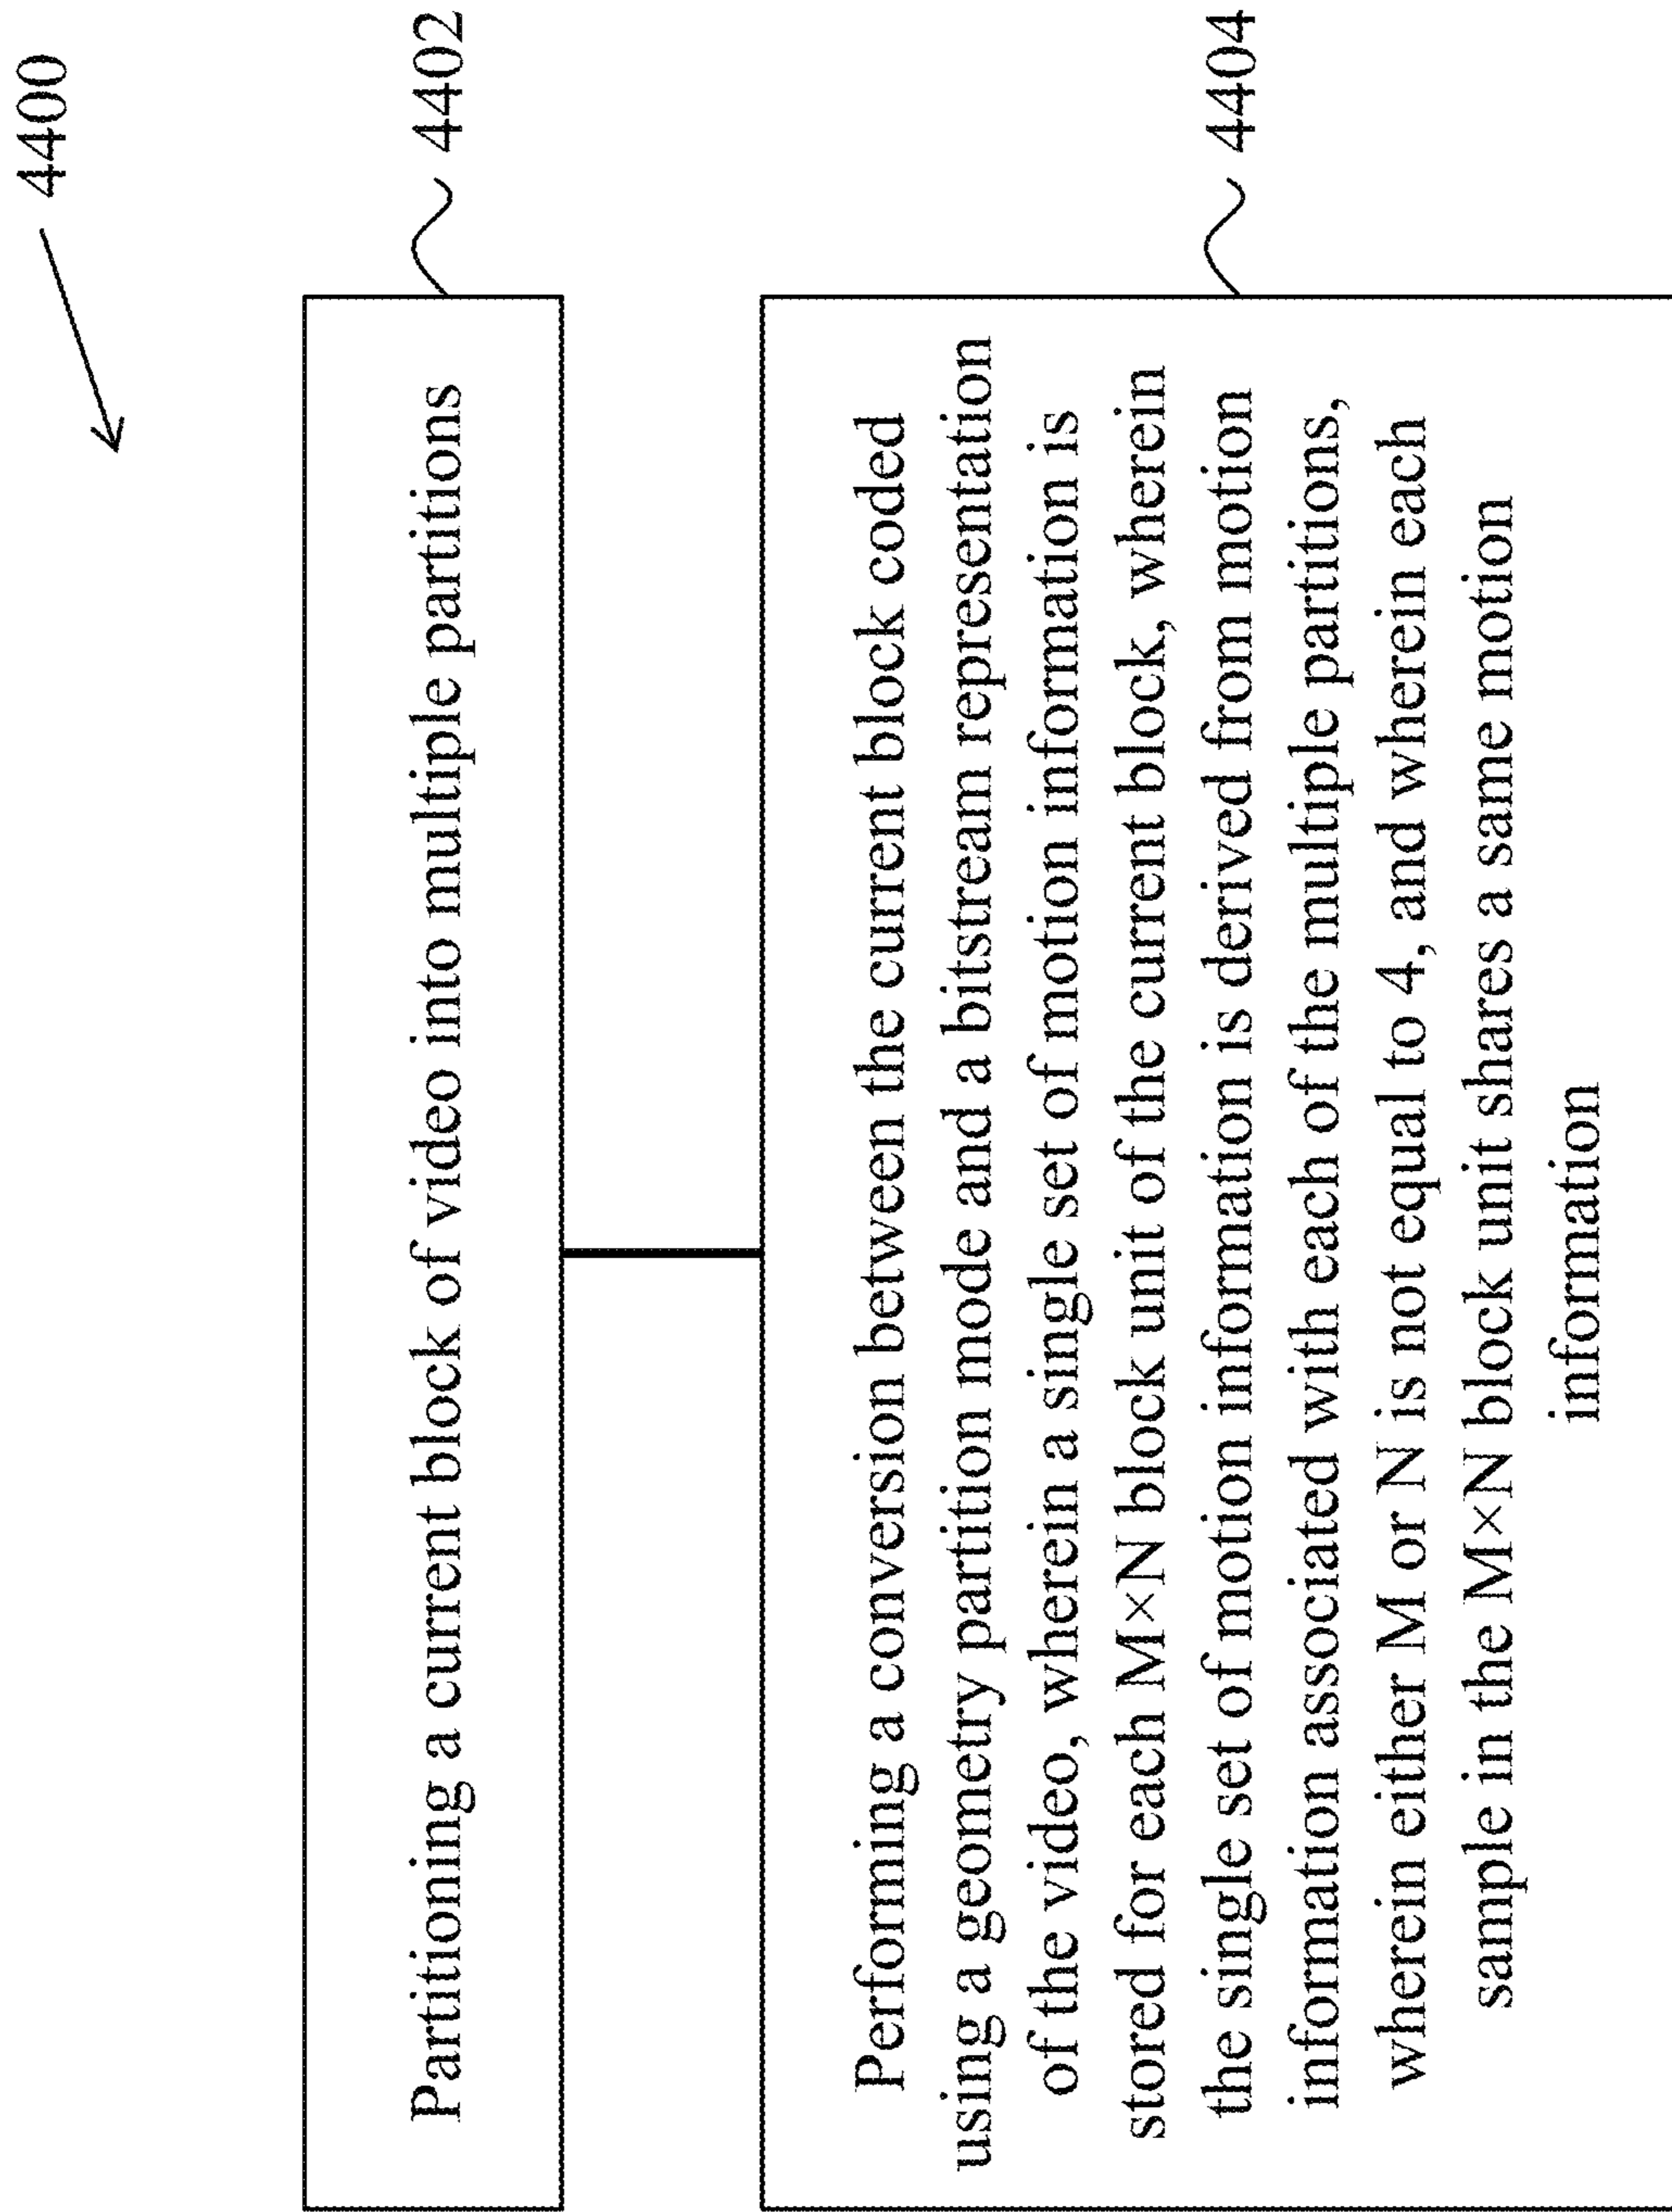 4400
Partitioning a current block of video into multiple partitions
4402
Performing a conversion between the current block coded
using a geometry partition mode and a bitstream representation
of the video, wherein a single set of motion information is
stored for each M×N block unit of the current block, wherein
the single set of motion information is derived from motion
information associated with each of the multiple partitions,
wherein either M or N is not equal to 4, and wherein each
sample in the M×N block unit shares a same motion
information
4404